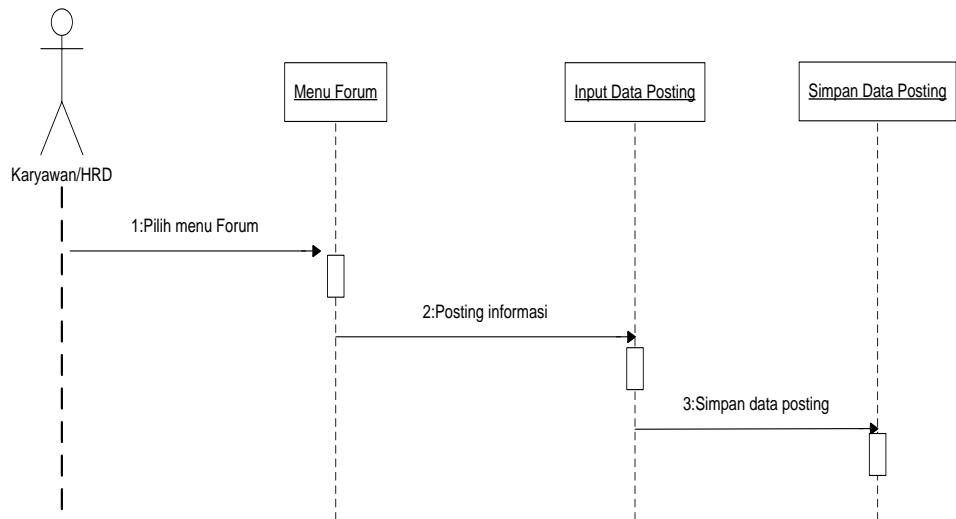 Menu Forum
Input Data Posting
Simpan Data Posting
Karyawan/HRD
1:Pilih menu Forum
2:Posting informasi
3:Simpan data posting